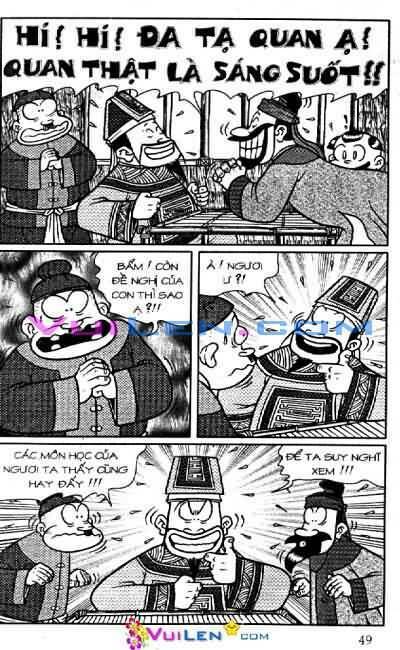 HÍ! HÍ! ĐA TẠ QUAN Ạ!
QUAN THẬT LÀ SÁNG SUỐT!!
BẨM! CÒN
ĐỀ NGHỊ CỦA
CON THÌ SAO
Ạ?!!
À! NGƯƠI
Ư?!
VuiLen.com
CÁC MÔN HỌC CỦA
NGƯƠI TA THẤY CŨNG
HAY ĐẤY!!!
ĐỂ TA SUY NGHĨ
XEM!!!
49
VuiLen.com